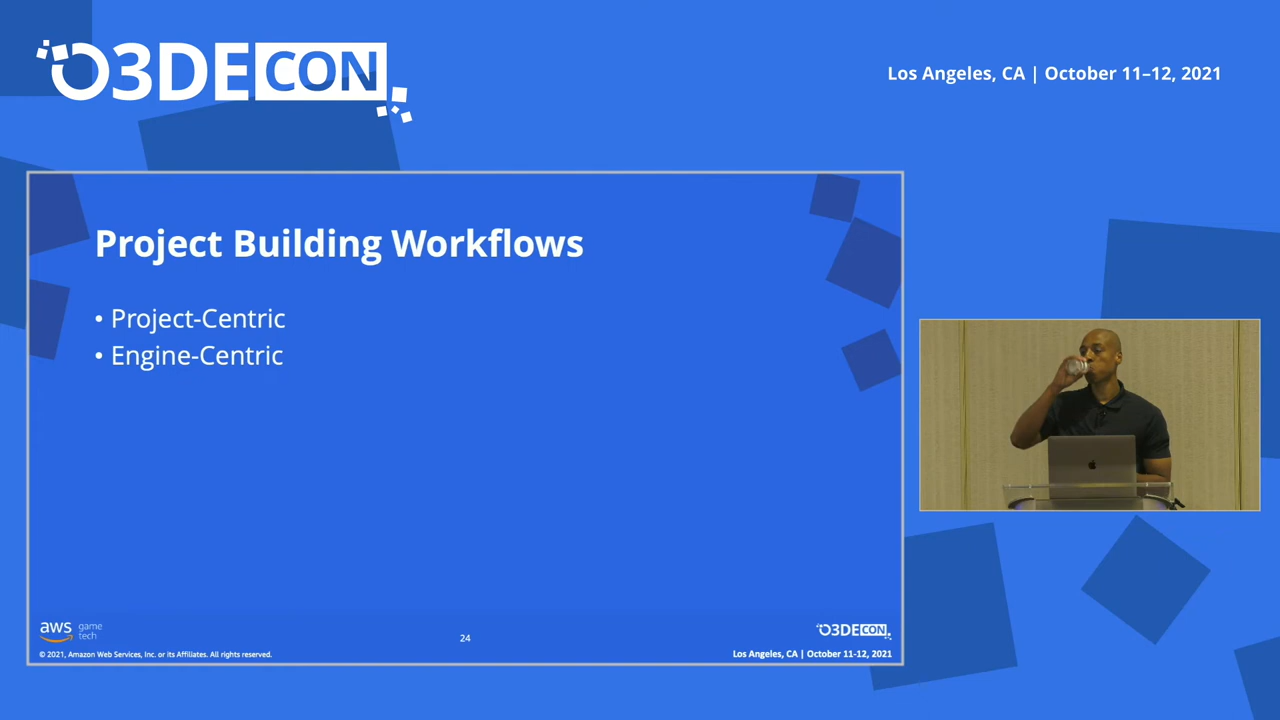 O3DECON
Los Angeles, CA | October 11–12, 2021
Project Building Workflows
• Project-Centric
• Engine-Centric
aws game tech
24
O3DECON
© 2021, Amazon Web Services, Inc. or its Affiliates. All rights reserved.
Los Angeles, CA | October 11-12, 2021